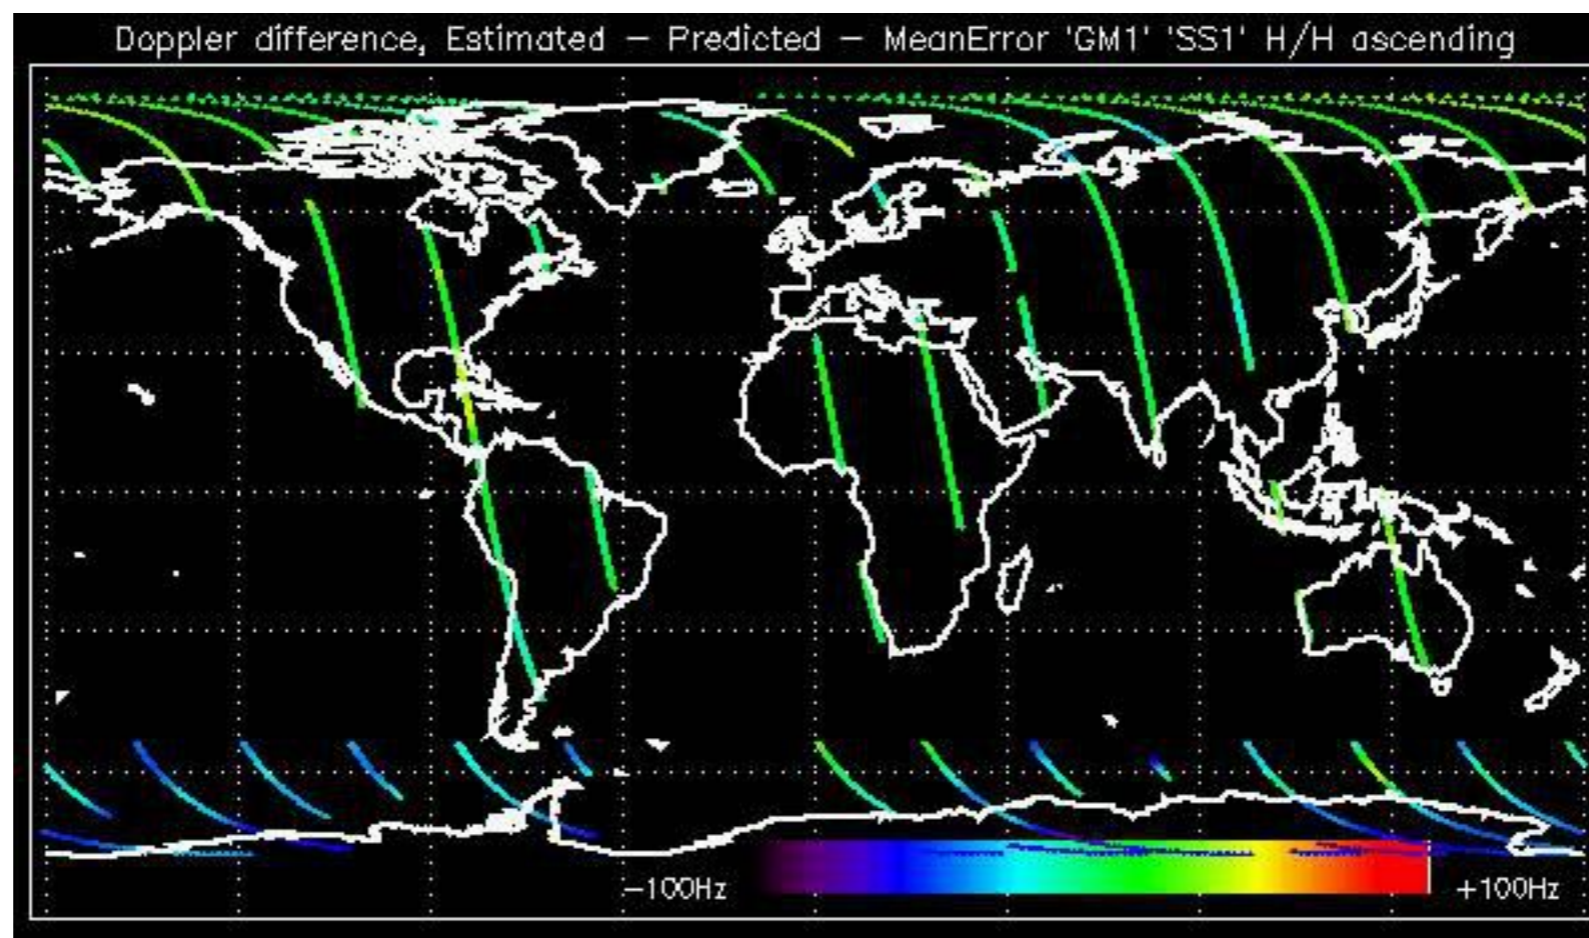 Doppler difference, Estimated – Predicted – MeanError 'GM1' 'SS1' H/H ascending
–100Hz
+100Hz